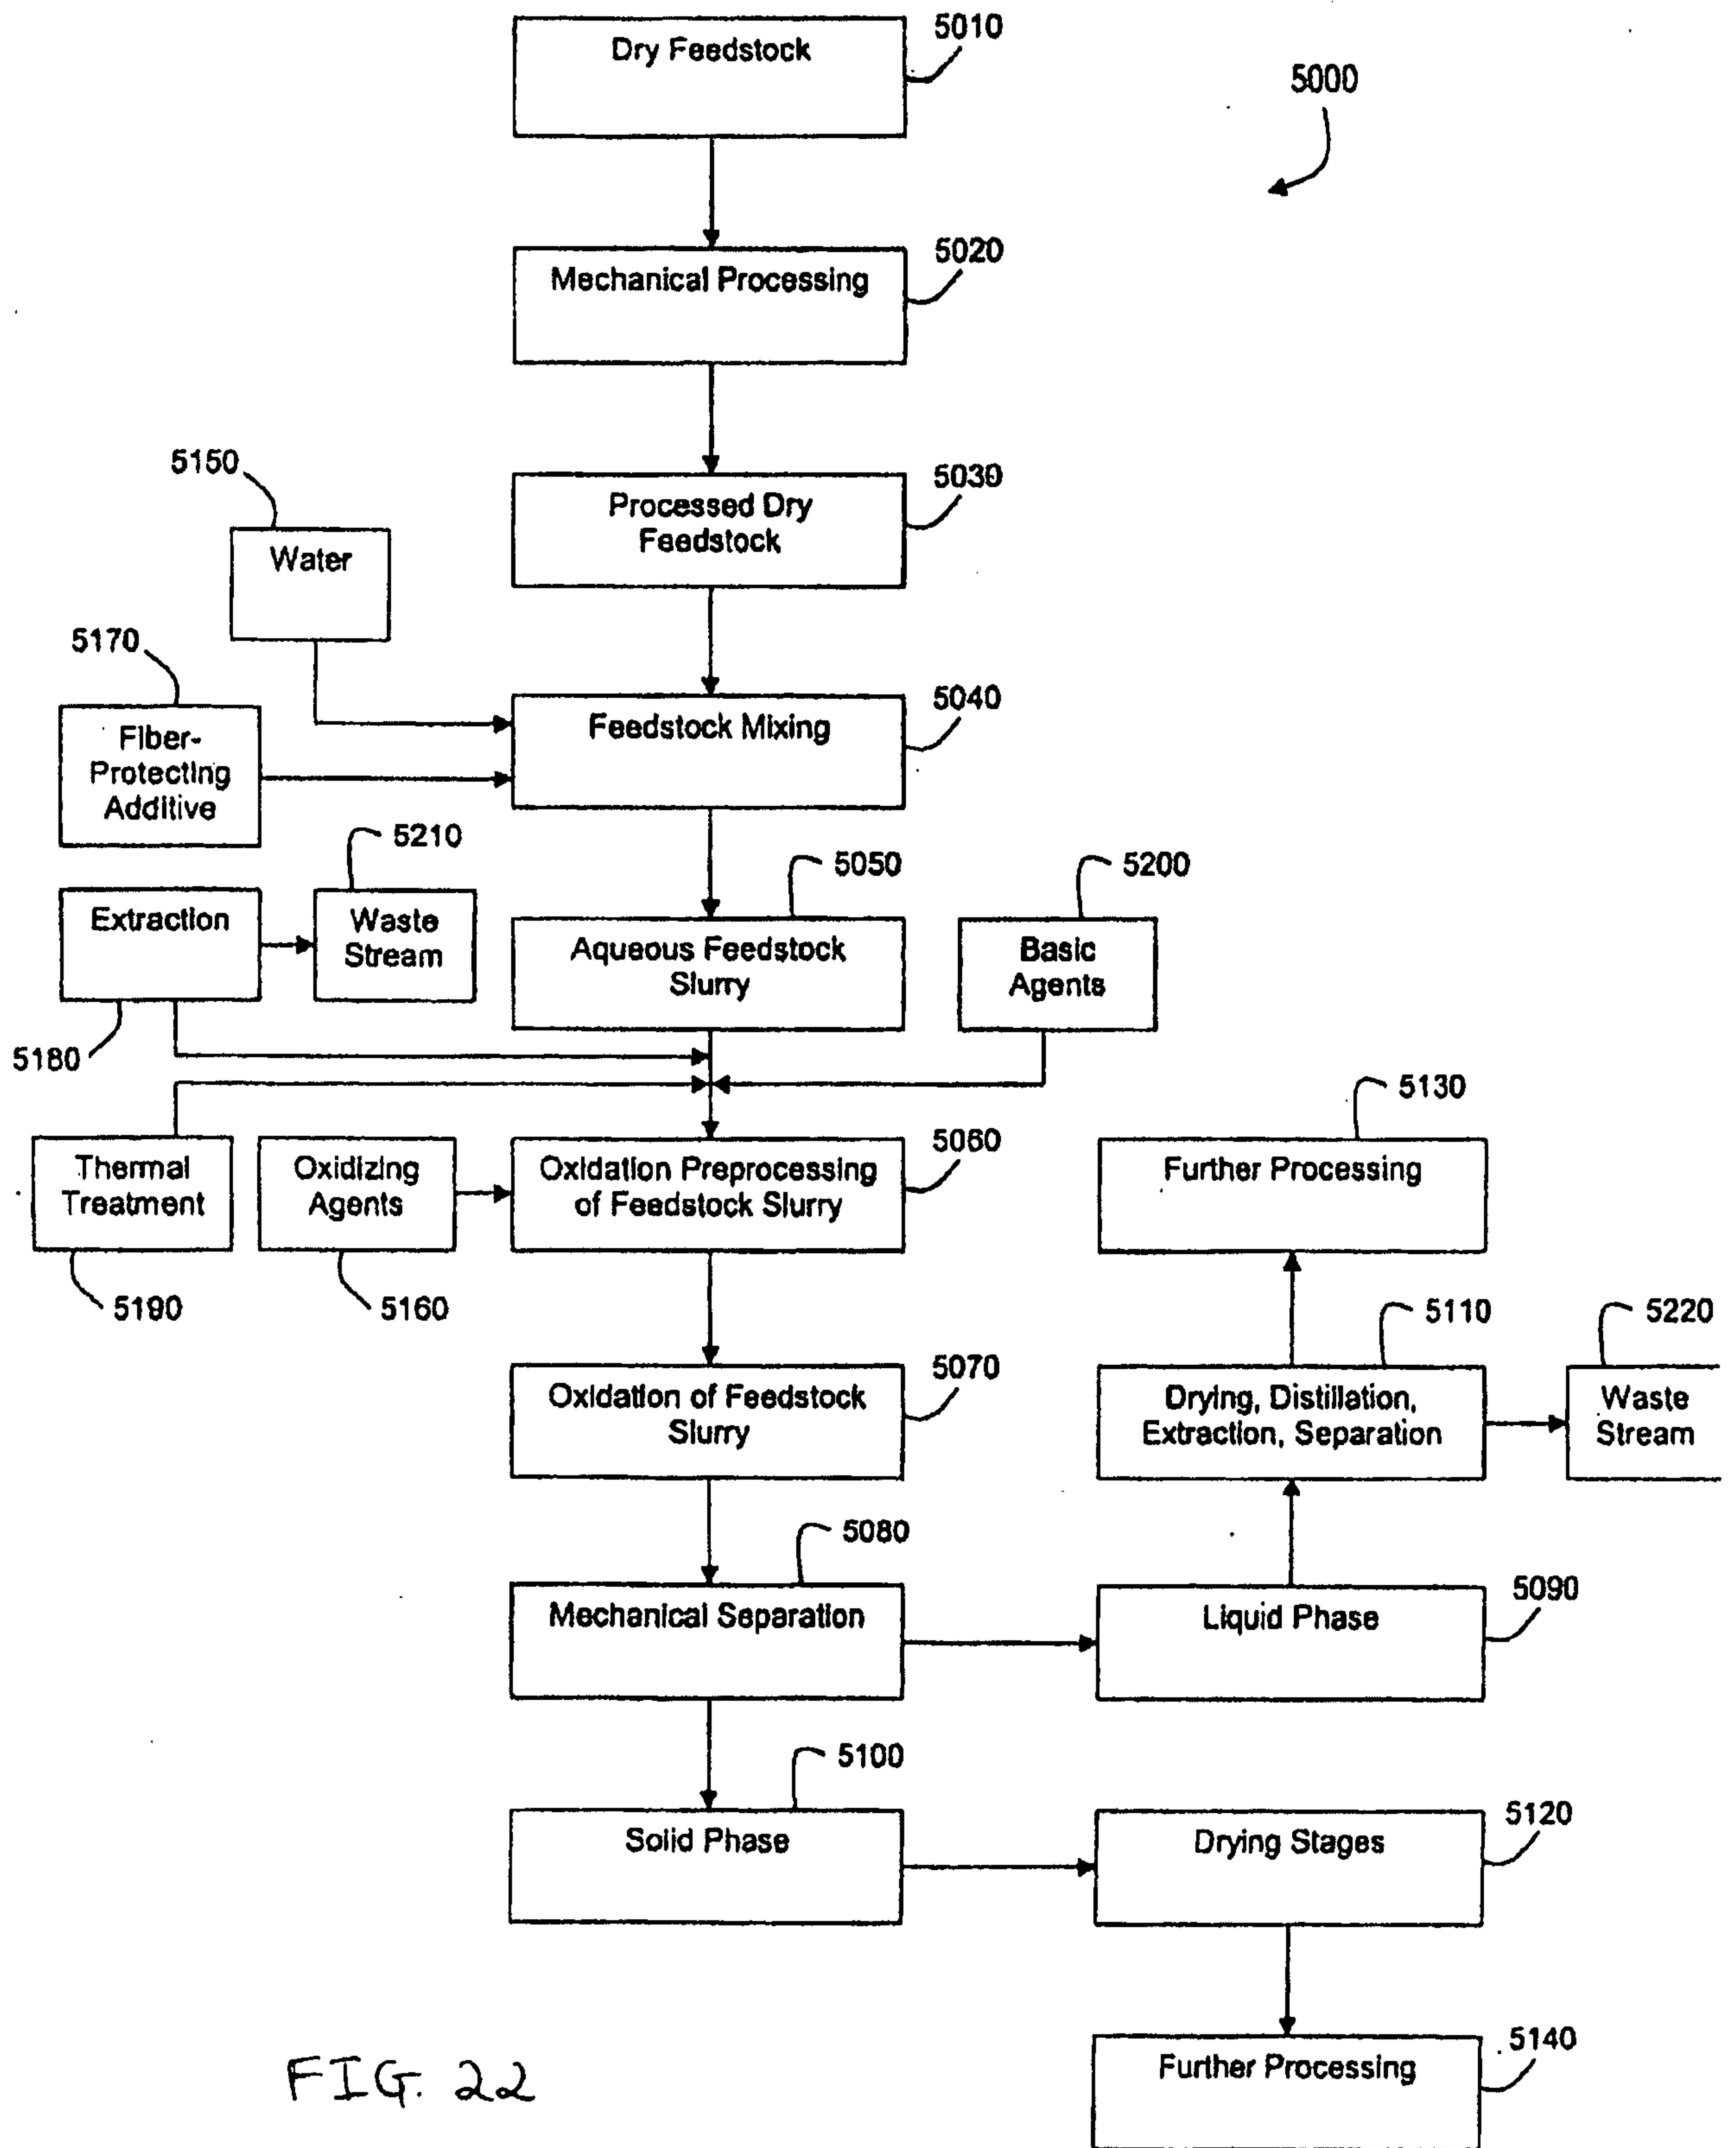 5010
Dry Feedstock
5000
5020
Mechanical Processing
5030
Processed Dry
Feedstock
5150
Water
5170
Fiber-
Protecting
Additive
5040
Feedstock Mixing
5210
5050
5200
Extraction
Waste
Stream
Aqueous Feedstock
Slurry
Basic
Agents
5180
5130
5060
Thermal
Treatment
Oxidizing
Agents
Oxidation Preprocessing
of Feedstock Slurry
Further Processing
5190
5160
5110
5220
5070
Oxidation of Feedstock
Slurry
Drying, Distillation,
Extraction, Separation
Waste
Stream
5080
5090
Mechanical Separation
Liquid Phase
5100
5120
Solid Phase
Drying Stages
5140
Further Processing
FIG. 22